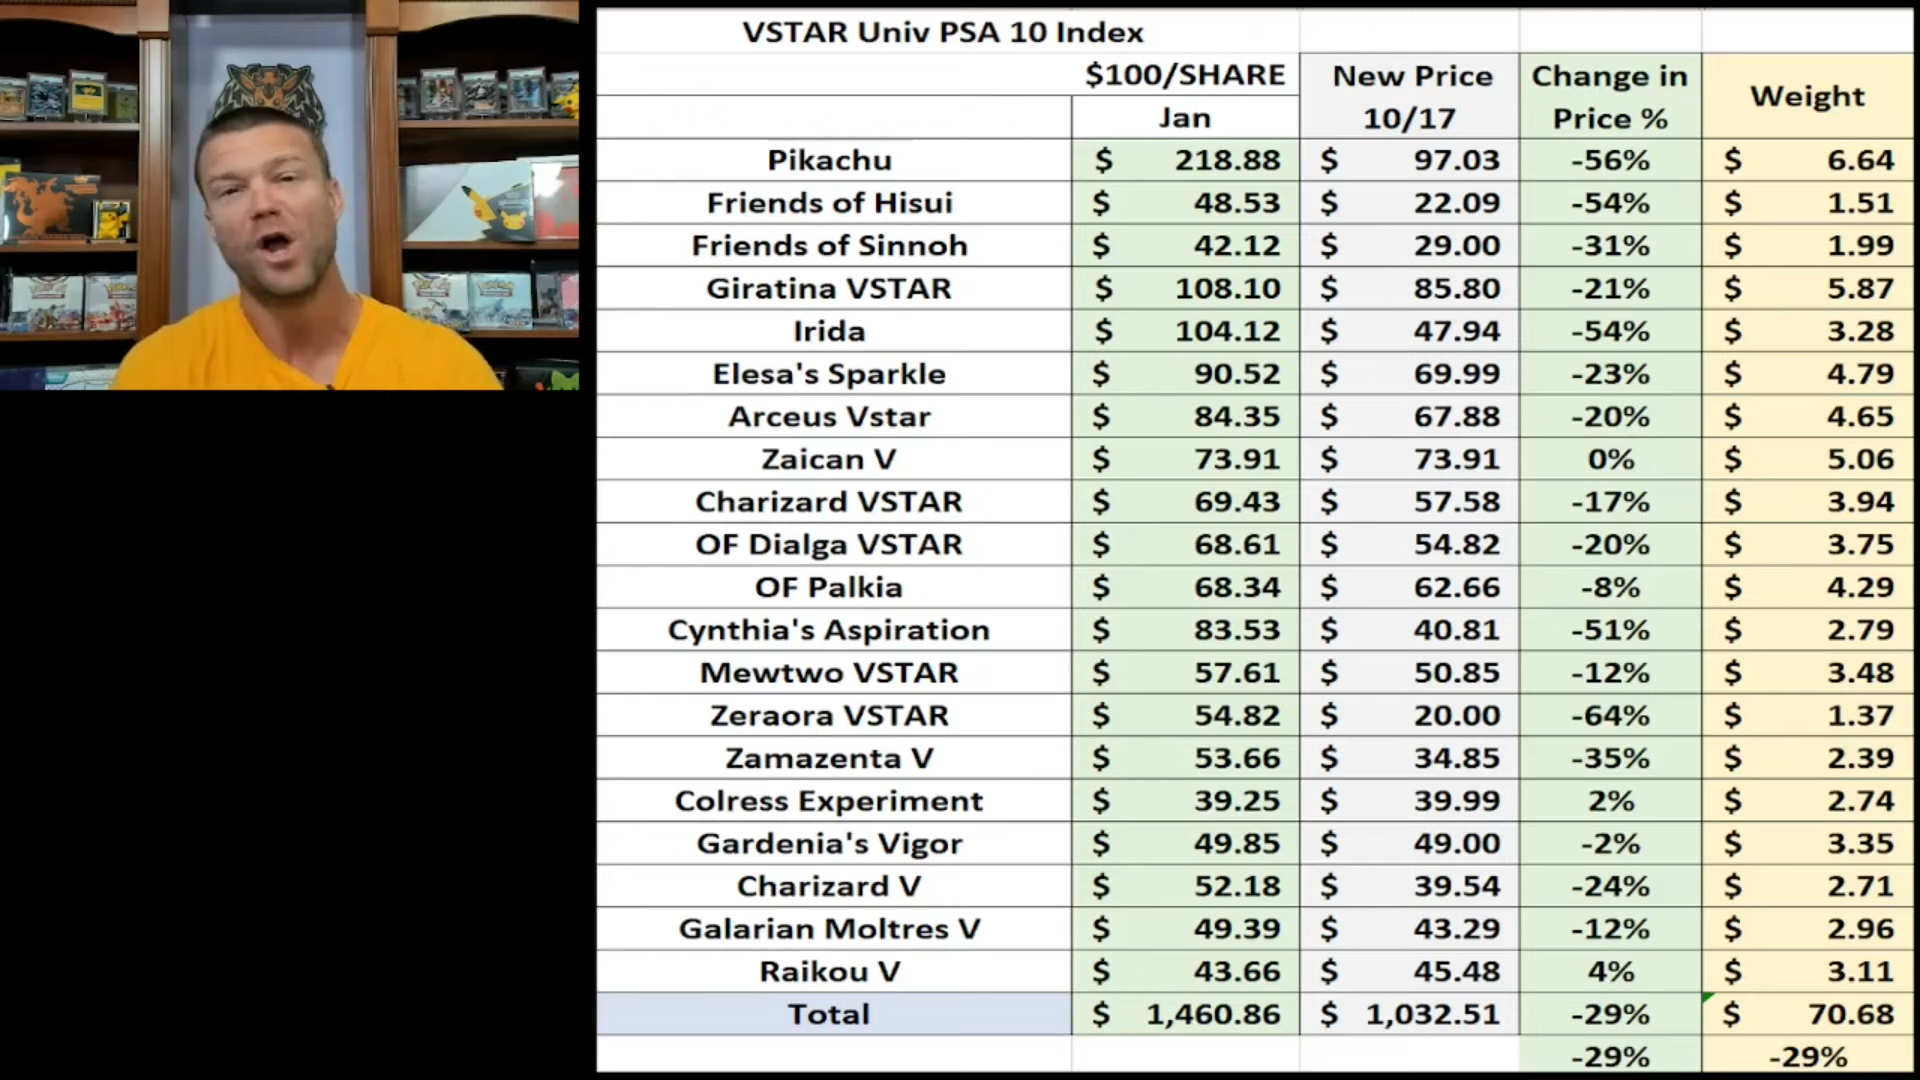 VSTAR Univ PSA 10 Index
$100/SHARE New Price Change in Weight
Jan 10/17 Price %
Pikachu $ 218.88 $ 97.03 -56% $ 6.64
Friends of Hisui $ 48.53 $ 22.09 -54% $ 1.51
Friends of Sinnoh $ 42.12 $ 29.00 -31% $ 1.99
Giratina VSTAR $ 108.10 $ 85.80 -21% $ 5.87
Irida $ 104.12 $ 47.94 -54% $ 3.28
Elesa's Sparkle $ 90.52 $ 69.99 -23% $ 4.79
Arceus Vstar $ 84.35 $ 67.88 -20% $ 4.65
Zaican V $ 73.91 $ 73.91 0% $ 5.06
Charizard VSTAR $ 69.43 $ 57.58 -17% $ 3.94
OF Dialga VSTAR $ 68.61 $ 54.82 -20% $ 3.75
OF Palkia $ 68.34 $ 62.66 -8% $ 4.29
Cynthia's Aspiration $ 83.53 $ 40.81 -51% $ 2.79
Mewtwo VSTAR $ 57.61 $ 50.85 -12% $ 3.48
Zeraora VSTAR $ 54.82 $ 20.00 -64% $ 1.37
Zamazenta V $ 53.66 $ 34.85 -35% $ 2.39
Colress Experiment $ 39.25 $ 39.99 2% $ 2.74
Gardenia's Vigor $ 49.85 $ 49.00 -2% $ 3.35
Charizard V $ 52.18 $ 39.54 -24% $ 2.71
Galarian Moltres V $ 49.39 $ 43.29 -12% $ 2.96
Raikou V $ 43.66 $ 45.48 4% $ 3.11
Total $ 1,460.86 $ 1,032.51 -29% $ 70.68
-29% -29%